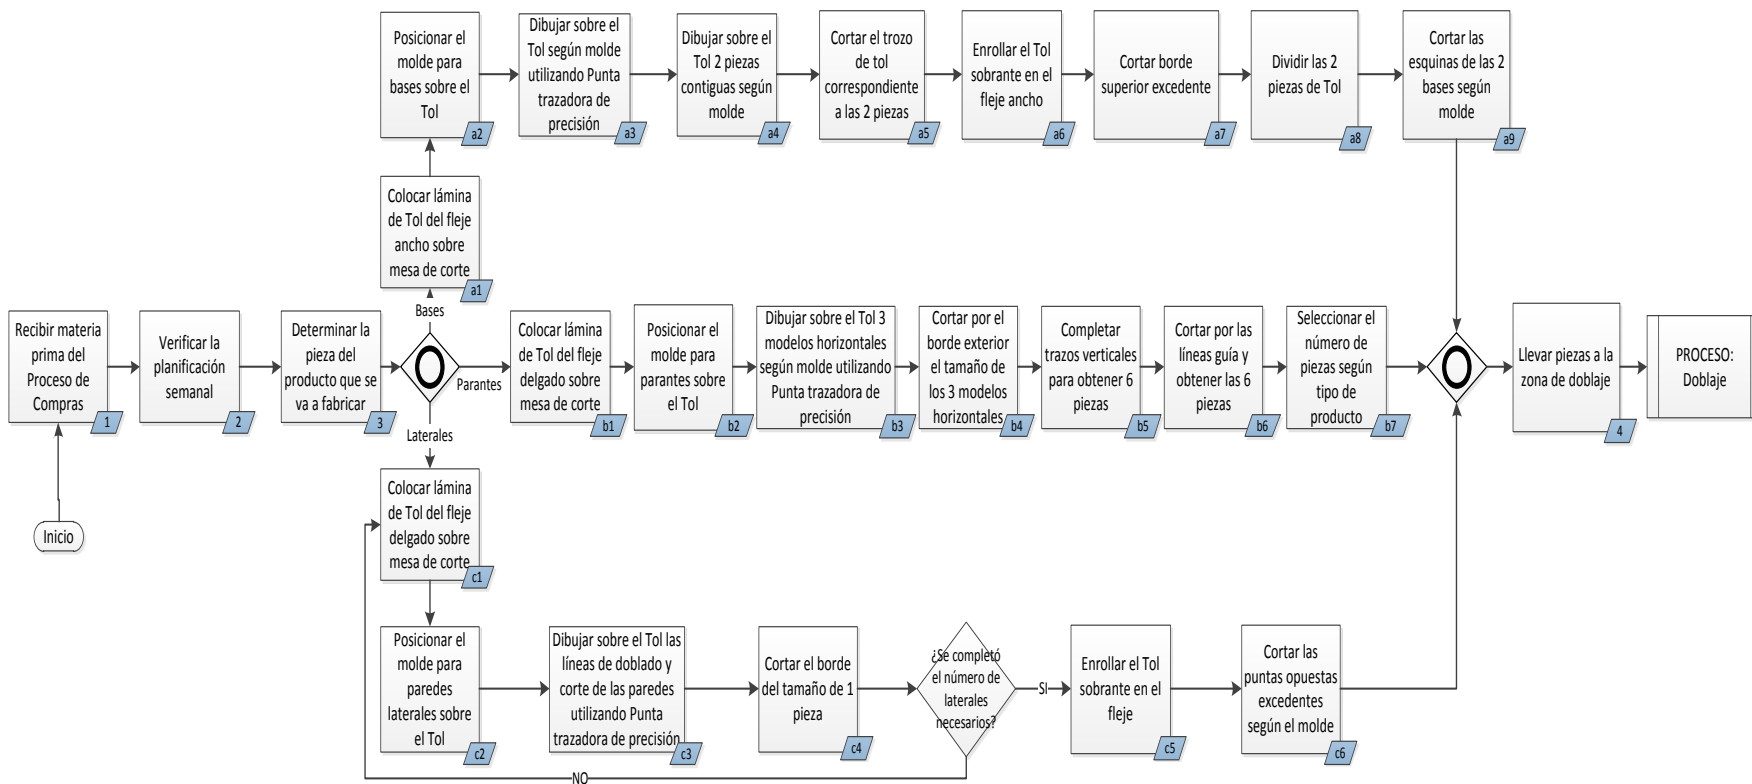 Inicio
Recibir materia
prima del
Proceso de
Compras
1
Verificar la
planificación
semanal
2
Determinar la
pieza del
producto que se
va a fabricar
3
Bases
Colocar lámina
de Tol del fleje
ancho sobre
mesa de corte
a1
Posicionar el
molde para
bases sobre el
Tol
a2
Dibujar sobre el
Tol según molde
utilizando Punta
trazadora de
precisión
a3
Dibujar sobre el
Tol 2 piezas
contiguas según
molde
a4
Cortar el trozo
de tol
correspondiente
a las 2 piezas
a5
Enrollar el Tol
sobrante en el
fleje ancho
a6
Cortar borde
superior excedente
a7
Dividir las 2
piezas de Tol
a8
Cortar las
esquinas de las 2
bases según
molde
a9
Parantes
Colocar lámina
de Tol del fleje
delgado sobre
mesa de corte
b1
Posicionar el
molde para
parantes sobre
el Tol
b2
Dibujar sobre el Tol 3
modelos horizontales
según molde utilizando
Punta trazadora de
precisión
b3
Cortar por el
borde exterior
el tamaño de
los 3 modelos
horizontales
b4
Completar
trazos verticales
para obtener 6
piezas
b5
Cortar por las
líneas guía y
obtener las 6
piezas
b6
Seleccionar el
número de
piezas según
tipo de
producto
b7
Laterales
Colocar lámina
de Tol del fleje
delgado sobre
mesa de corte
c1
Posicionar el
molde para
paredes
laterales sobre
el Tol
c2
Dibujar sobre el Tol las
líneas de doblado y
corte de las paredes
utilizando Punta
trazadora de precisión
c3
Cortar el borde
del tamaño de 1
pieza
c4
¿Se completó
el número de
laterales
necesarios?
NO
SI
Enrollar el Tol
sobrante en el
fleje
c5
Cortar las
puntas opuestas
excedentes
según el molde
c6
Llevar piezas a la
zona de doblaje
4
PROCESO:
Doblaje